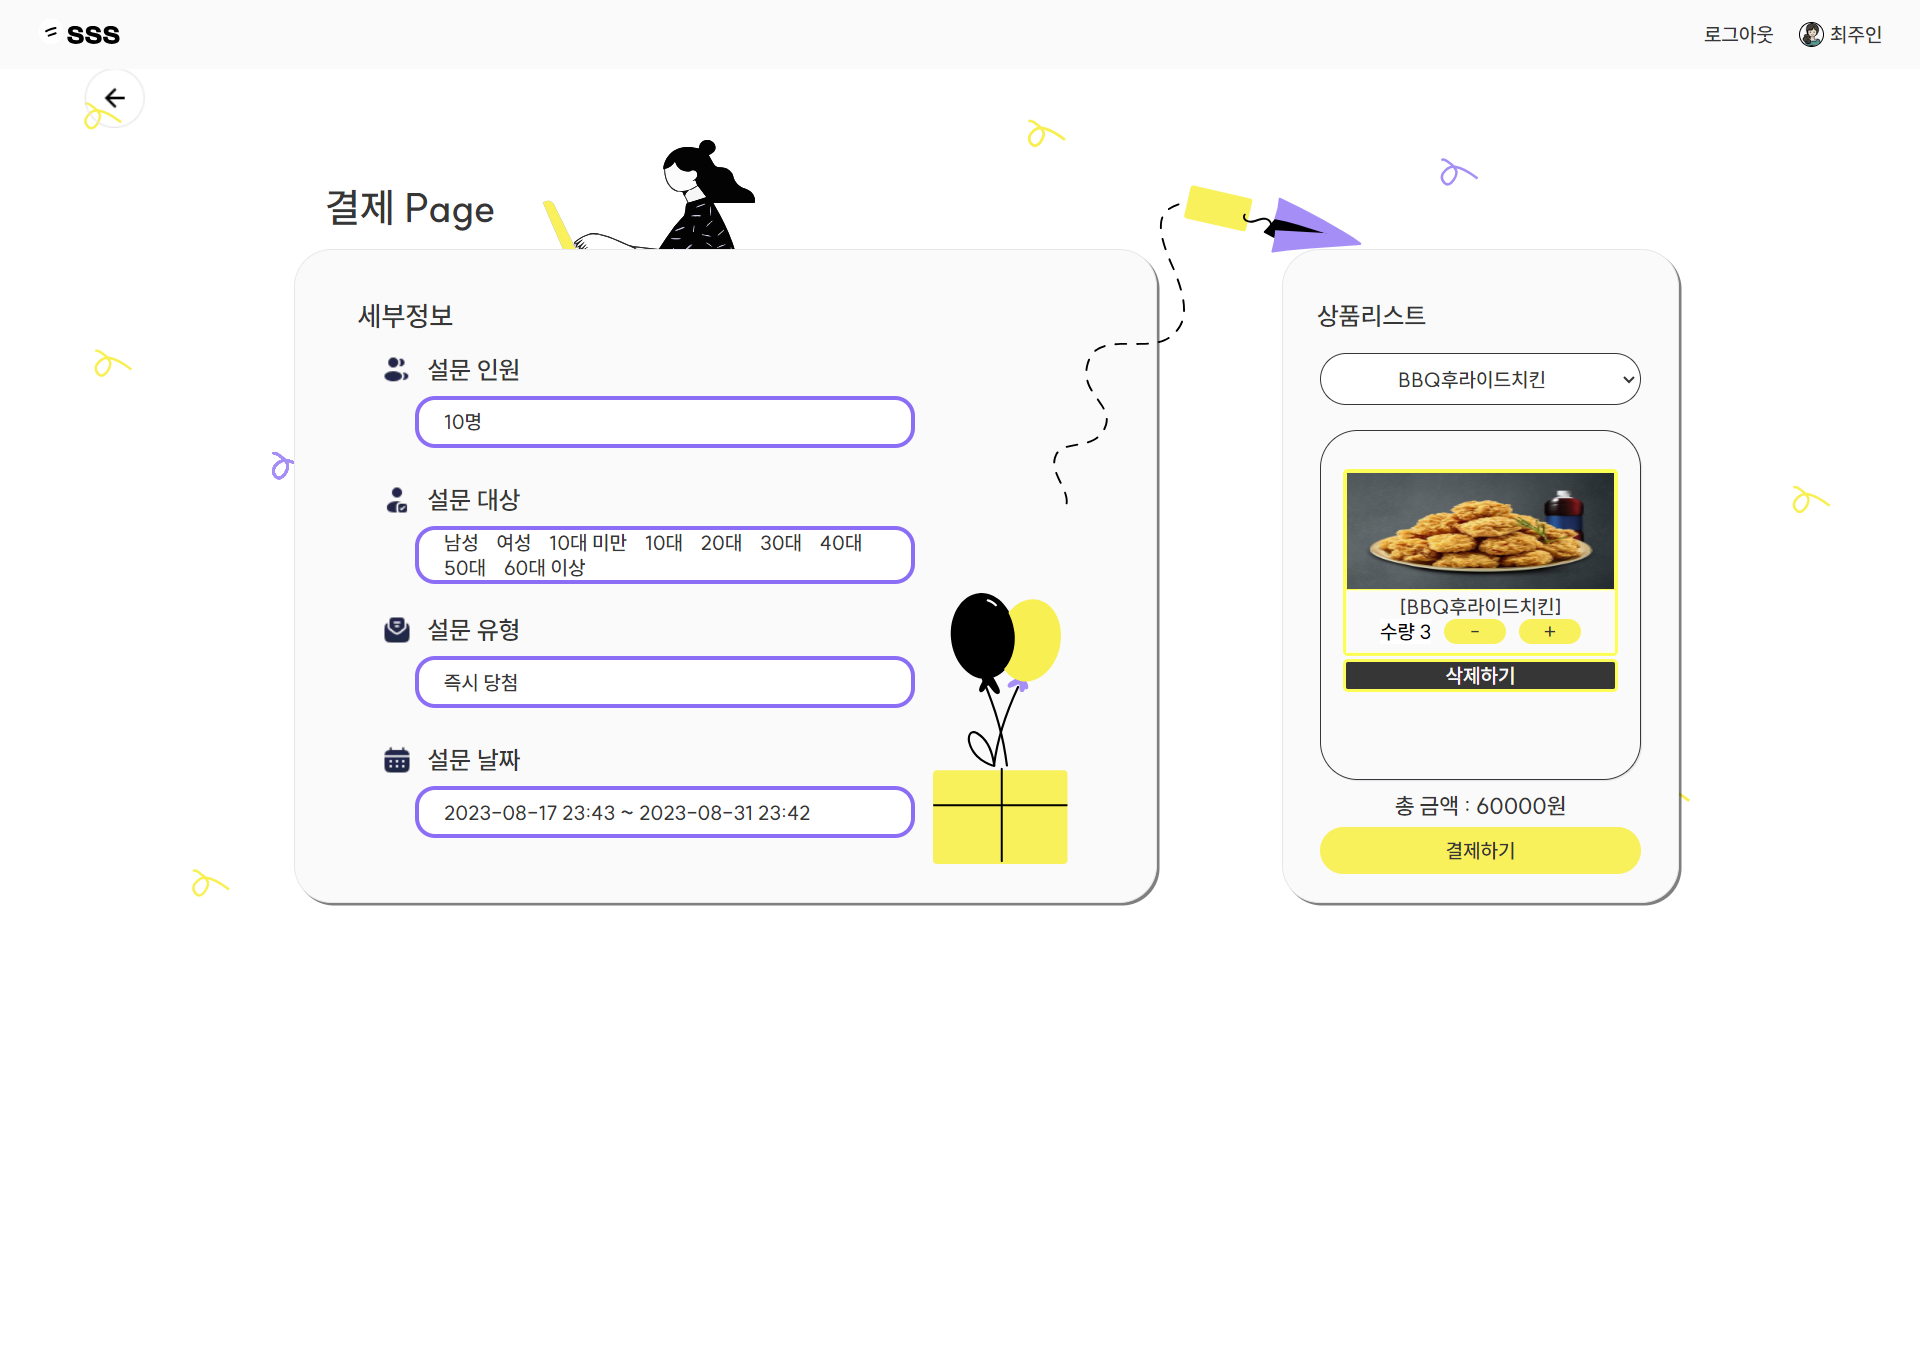 sss
로그아웃
최주인
결제 Page
세부정보
설문 인원
10명
설문 대상
남성 여성 10대 미만 10대 20대 30대 40대
50대 60대 이상
설문 유형
즉시 당첨
설문 날짜
2023-08-17 23:43 ~ 2023-08-31 23:42
상품리스트
BBQ후라이드치킨
[BBQ후라이드치킨]
수량 3 - +
삭제하기
총 금액 : 60000원
결제하기